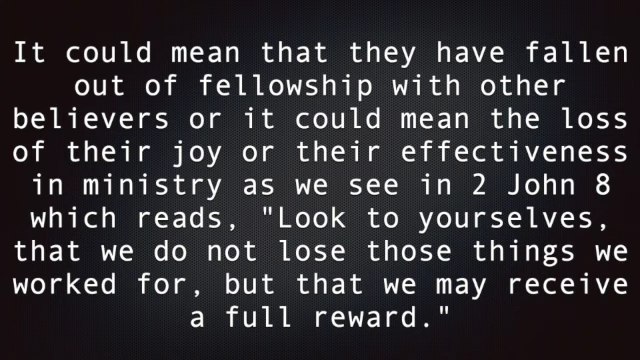 It could mean that they have fallen
out of fellowship with other
believers or it could mean the loss
of their joy or their effectiveness
in ministry as we see in 2 John 8
which reads, "Look to yourselves,
that we do not lose those things we
worked for, but that we may receive
a full reward."